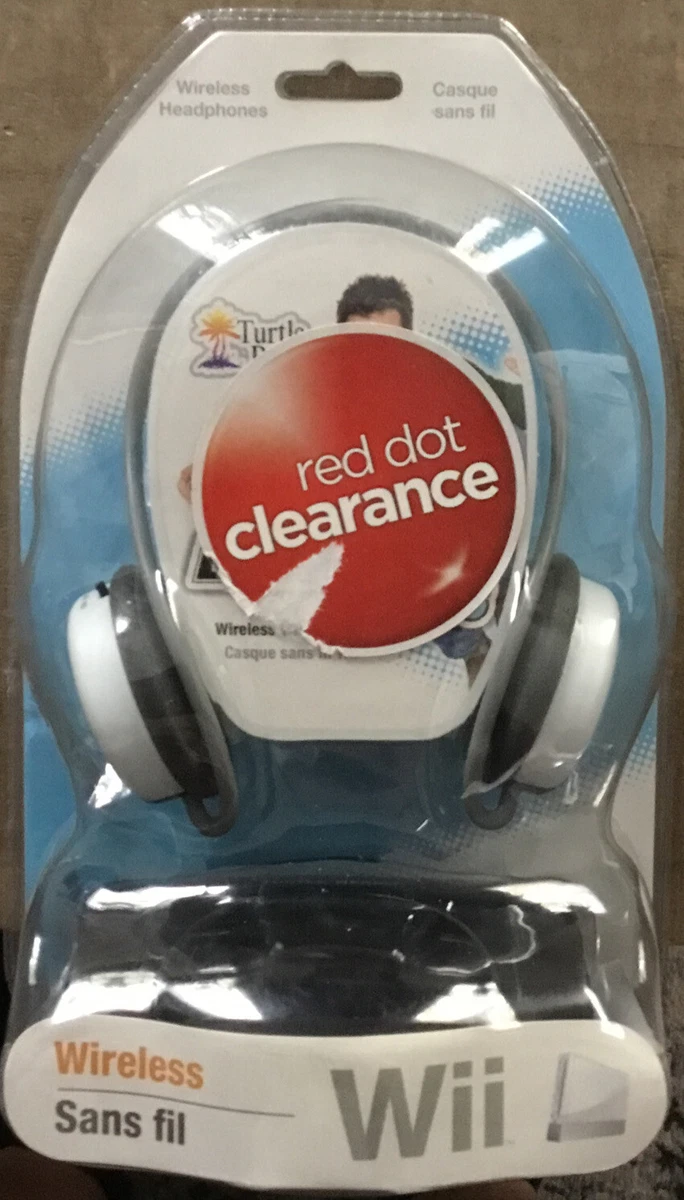 Wireless
Headphones
Casque
sans fil
Turtle
red dot
clearance
Wireless
Casque sans
Wireless
Sans fil
Wii